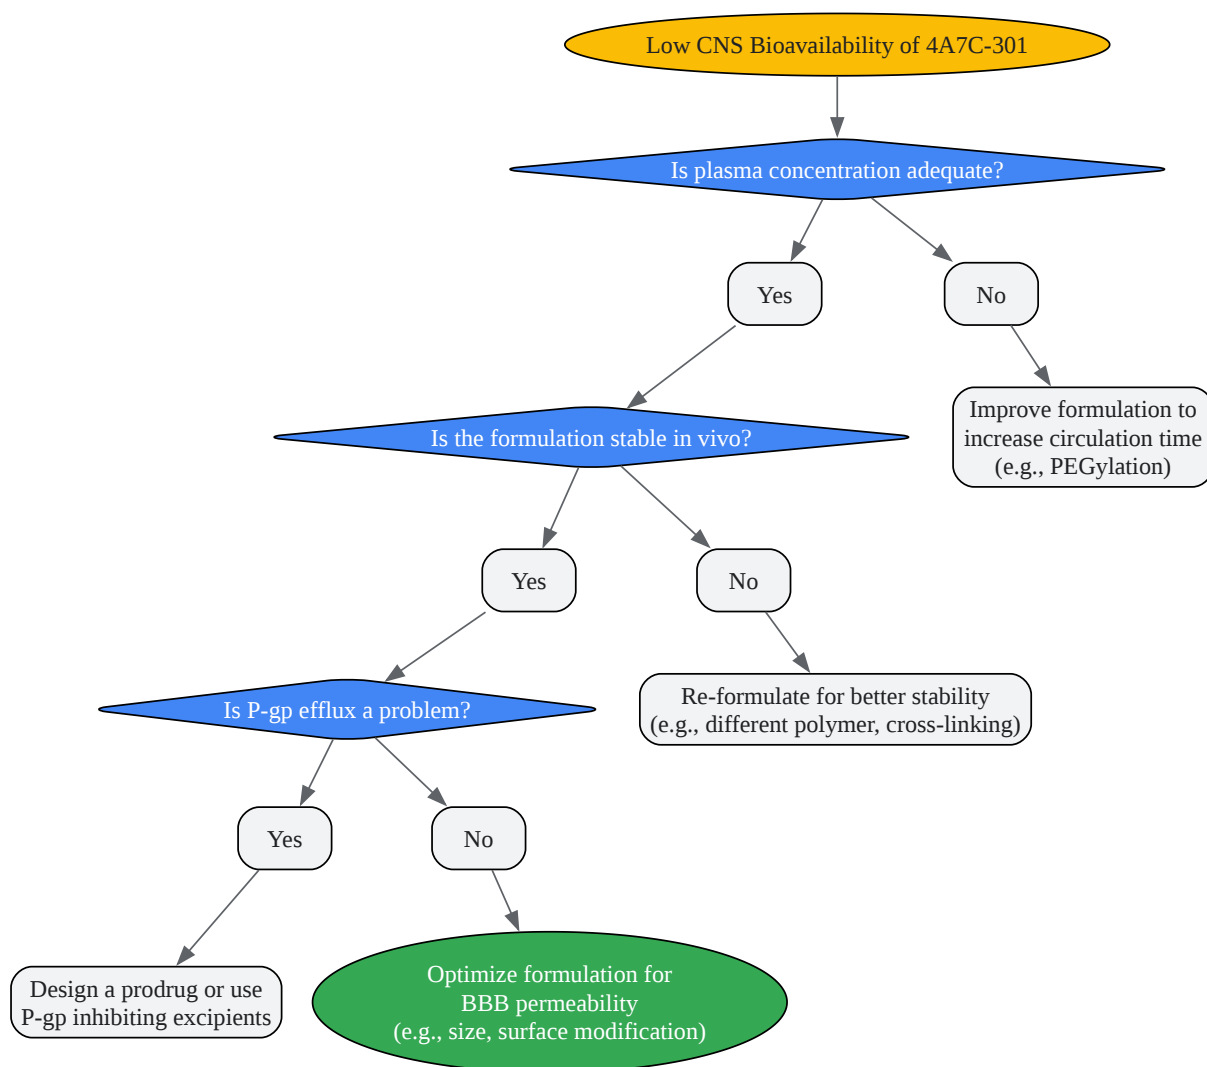 Low CNS Bioavailability of 4A7C-301
Is plasma concentration adequate?
Yes
No
Improve formulation to
increase circulation time
(e.g., PEGylation)
Is the formulation stable in vivo?
Yes
No
Re-formulate for better stability
(e.g., different polymer, cross-linking)
Is P-gp efflux a problem?
Yes
No
Design a prodrug or use
P-gp inhibiting excipients
Optimize formulation for
BBB permeability
(e.g., size, surface modification)